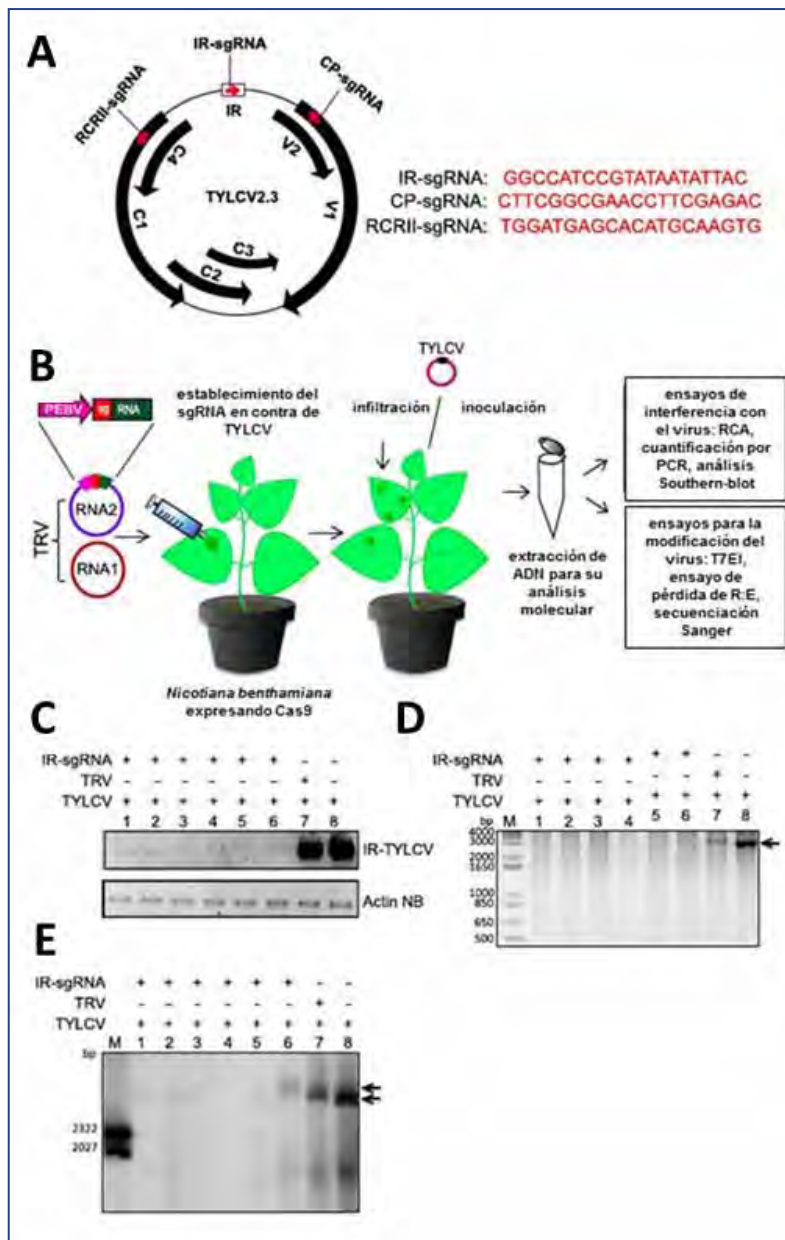 A
IR-sgRNA
RCRII-sgRNA
CP-sgRNA
IR
C4
V2
TYLCV2.3
C1
V1
C3
C2
IR-sgRNA: GGCCATCCGTATAATATTAC
CP-sgRNA: CTTCGGCGAACCTTCGAGAC
RCRII-sgRNA: TGGATGAGCACATGCAAGTG
B
PEBV
sg RNA
TRV
RNA2
RNA1
establecimiento del
sgRNA en contra de
TYLCV
Nicotiana benthamiana
expresando Cas9
TYLCV
infiltración
inoculación
extracción de
ADN para su
análisis
molecular
ensayos de
interferencia con
el virus: RCA,
cuantificación por
PCR, análisis
Southern-blot
ensayos para la
modificación del
virus: T7EI,
ensayo de
pérdida de R:E,
secuenciación
Sanger
C
IR-sgRNA + + + + + + - -
TRV - - - - - - + -
TYLCV + + + + + + + +
1 2 3 4 5 6 7 8
IR-TYLCV
Actin NB
D
IR-sgRNA + + + + + + - -
TRV - - - - - - + -
TYLCV + + + + + + + +
bp M 1 2 3 4 5 6 7 8
4000
3000
2000
1650
1000
850
650
500
E
IR-sgRNA + + + + + + - -
TRV - - - - - - + -
TYLCV + + + + + + + +
bp M 1 2 3 4 5 6 7 8
2322
2027